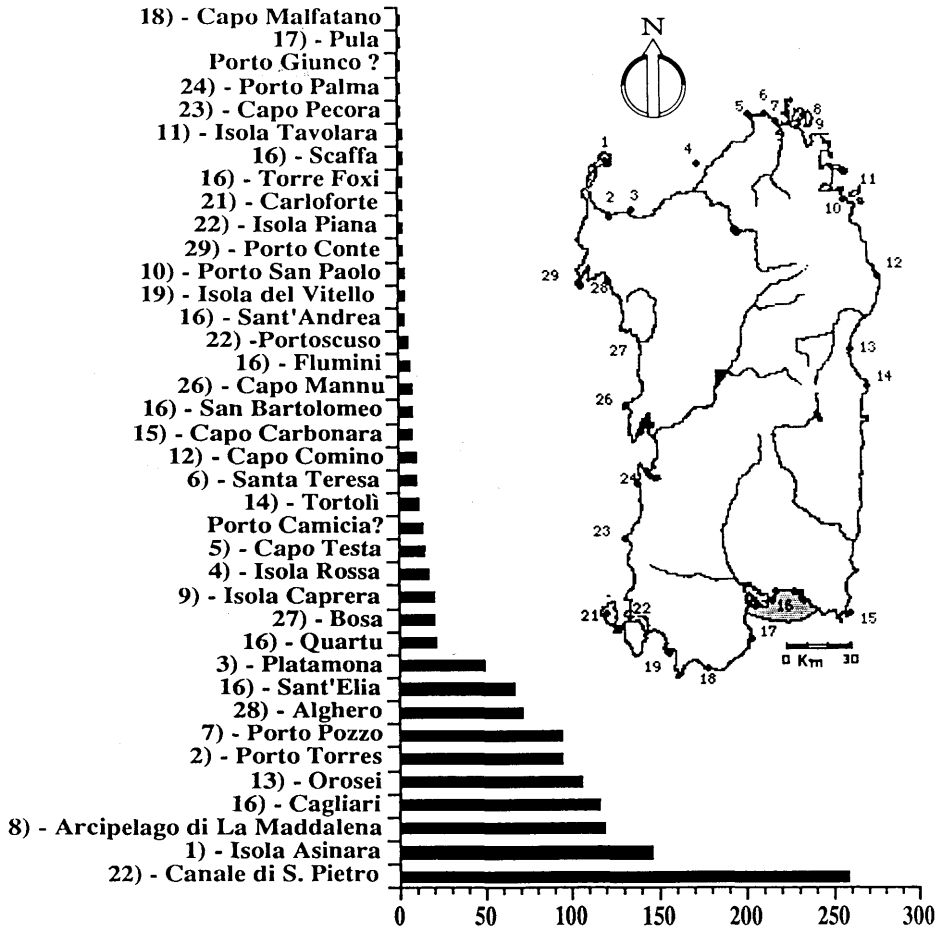 18) - Capo Malfatano
17) - Pula
Porto Giunco ?
24) - Porto Palma
23) - Capo Pecora
11) - Isola Tavolara
16) - Scaffa
16) - Torre Foxi
21) - Carloforte
22) - Isola Piana
29) - Porto Conte
10) - Porto San Paolo
19) - Isola del Vitello
16) - Sant'Andrea
22) -Portoscuso
16) - Flumini
26) - Capo Mannu
16) - San Bartolomeo
15) - Capo Carbonara
12) - Capo Comino
6) - Santa Teresa
14) - Tortolì
Porto Camicia?
5) - Capo Testa
4) - Isola Rossa
9) - Isola Caprera
27) - Bosa
16) - Quartu
3) - Platamona
16) - Sant'Elia
28) - Alghero
7) - Porto Pozzo
2) - Porto Torres
13) - Orosei
16) - Cagliari
8) - Arcipelago di La Maddalena
1) - Isola Asinara
22) - Canale di S. Pietro
0 50 100 150 200 250 300
N
6
5 7 8
9
1
4
11
2 3
10
12
29 28
27
13
14
26
24
23
21 22
16
15
17
19
18
0 Km 30